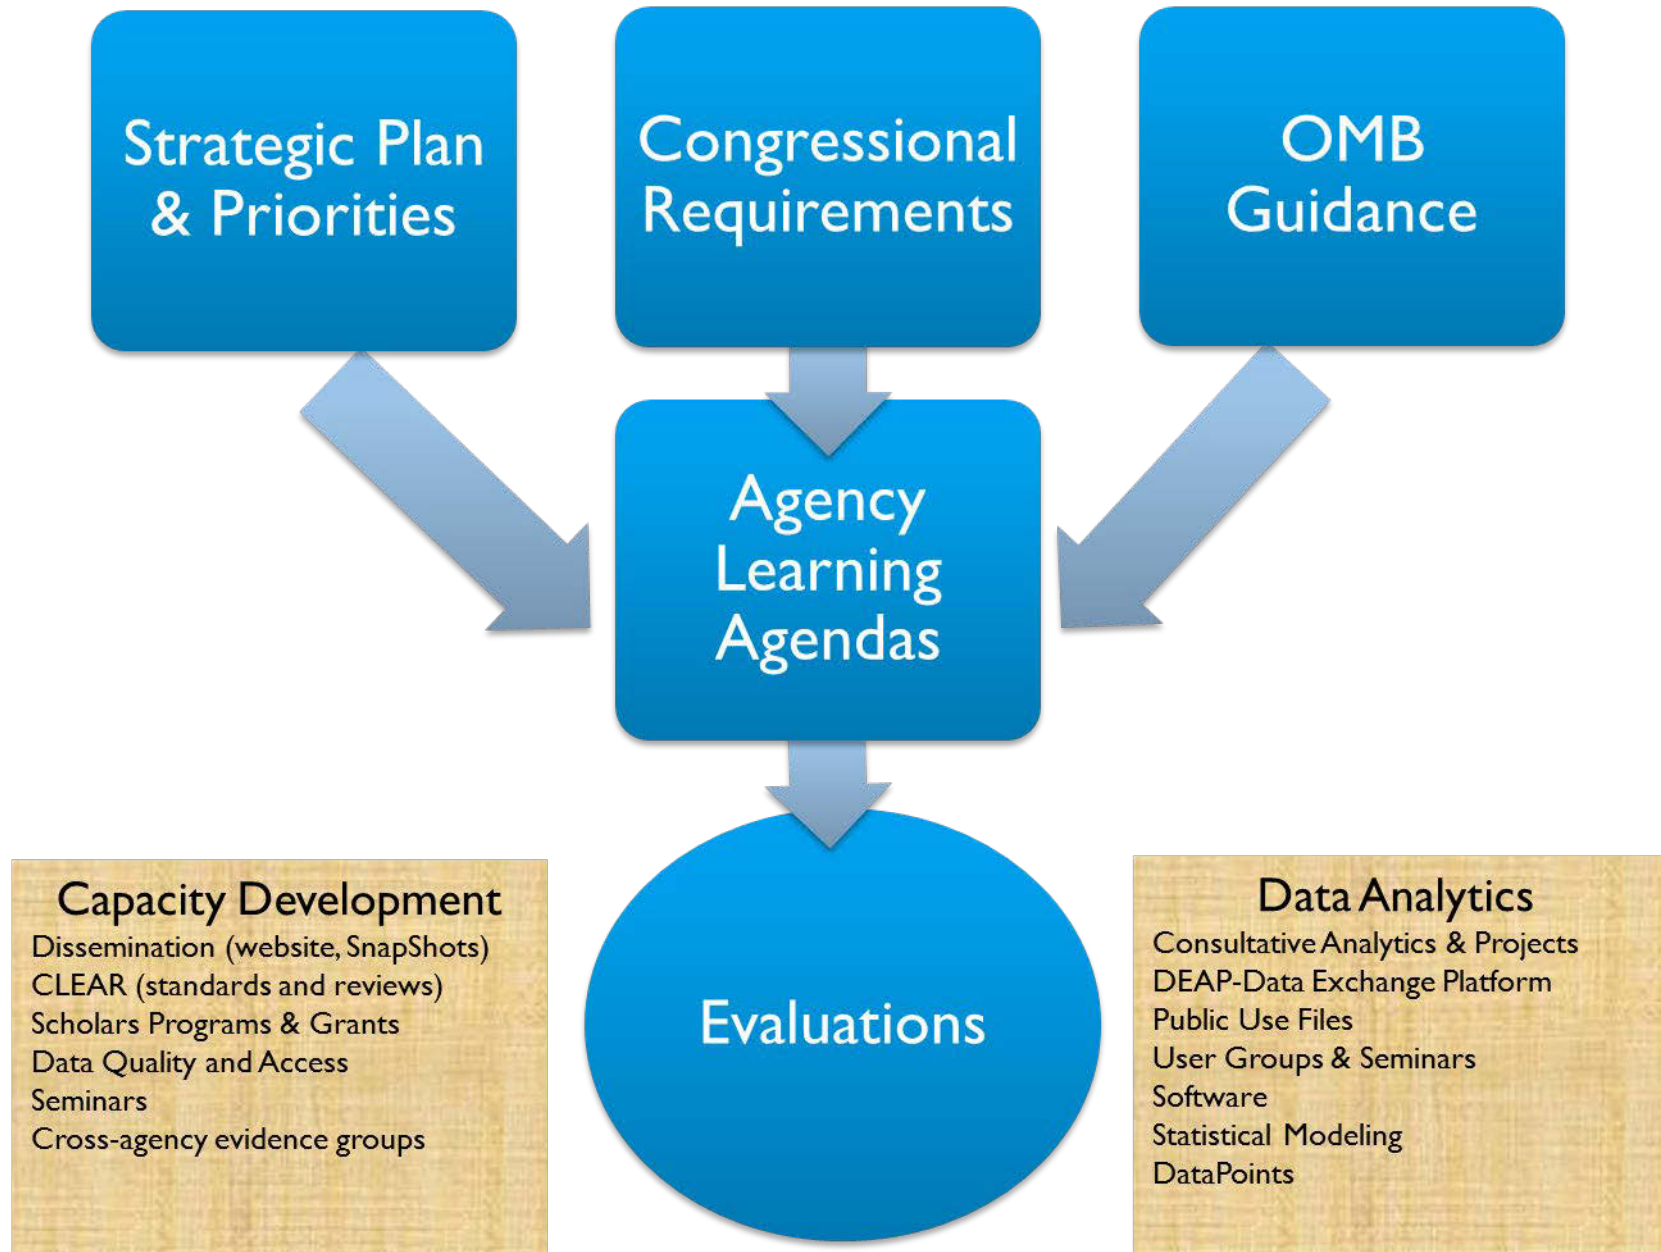 Strategic Plan
& Priorities
Congressional
Requirements
OMB
Guidance
Agency
Learning
Agendas
Evaluations
Capacity Development
Dissemination (website, SnapShots)
CLEAR (standards and reviews)
Scholars Programs & Grants
Data Quality and Access
Seminars
Cross-agency evidence groups
Data Analytics
Consultative Analytics & Projects
DEAP-Data Exchange Platform
Public Use Files
User Groups & Seminars
Software
Statistical Modeling
DataPoints